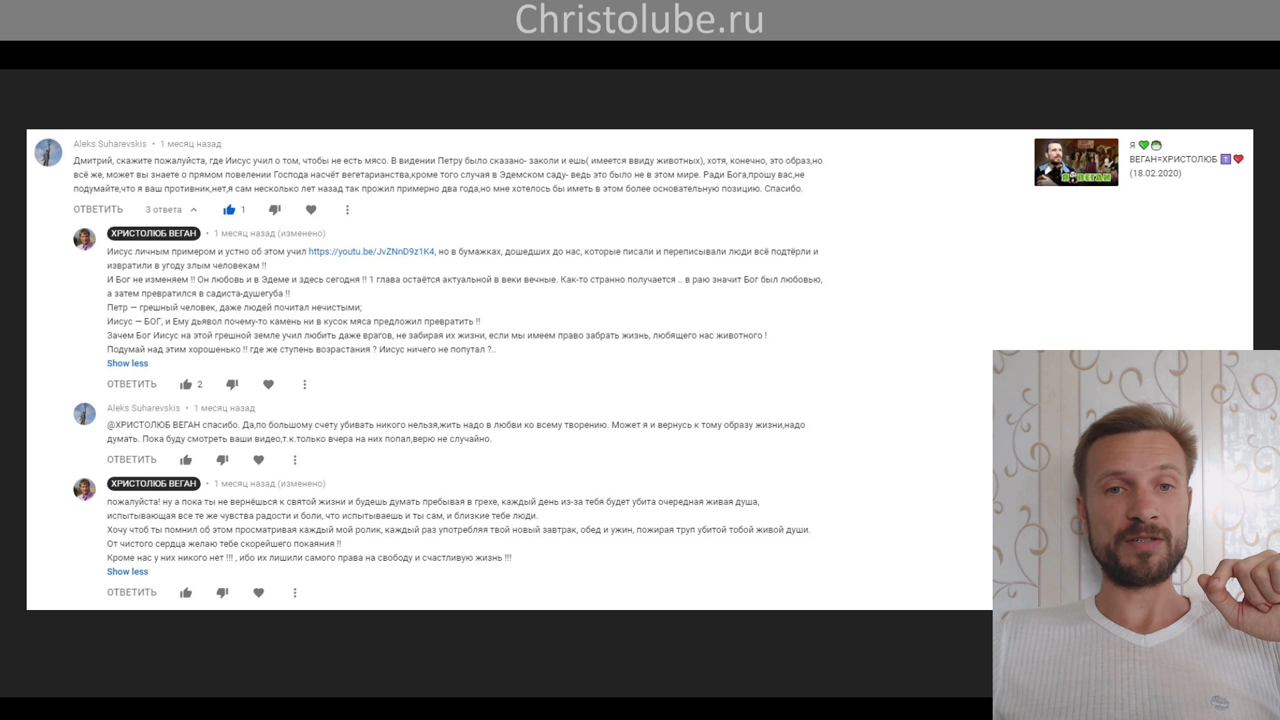 Christolube.ru
Aleks Suharevskis • 1 месяц назад
Дмитрий, скажите пожалуйста, где Иисус учил о том, чтобы не есть мясо. В видении Петру было сказано- заколи и ешь( имеется ввиду животных), хотя, конечно, это образ,но
всё же, может вы знаете о прямом повелении Господа насчёт вегетарианства,кроме того случая в Эдемском саду- ведь это было не в этом мире. Ради Бога,прошу вас,не
подумайте,что я ваш противник,нет,я сам несколько лет назад так прожил примерно два года,но мне хотелось бы иметь в этом более основательную позицию. Спасибо.
ОТВЕТИТЬ 3 ответа 1
Я 💚
ВЕГАН=ХРИСТОЛЮБ ✝️❤️
(18.02.2020)
ХРИСТОЛЮБ ВЕГАН • 1 месяц назад (изменено)
Иисус личным примером и устно об этом учил https://youtu.be/JvZNnD9z1K4, но в бумажках, дошедших до нас, которые писали и переписывали люди всё подтёрли и
извратили в угоду злым человекам !!
И Бог не изменяем !! Он любовь и в Эдеме и здесь сегодня !! 1 глава остаётся актуальной в веки вечные. Как-то странно получается .. в раю значит Бог был любовью,
а затем превратился в садиста-душегуба !!
Петр — грешный человек, даже людей почитал нечистыми;
Иисус — БОГ, и Ему дьявол почему-то камень ни в кусок мяса предложил превратить !!
Зачем Бог Иисус на этой грешной земле учил любить даже врагов, не забирая их жизни, если мы имеем право забрать жизнь, любящего нас животного !
Подумай над этим хорошенько !! где же ступень возрастания ? Иисус ничего не попутал ?..
Show less
ОТВЕТИТЬ 2
Aleks Suharevskis • 1 месяц назад
@ХРИСТОЛЮБ ВЕГАН спасибо. Да,по большому счету убивать никого нельзя,жить надо в любви ко всему творению. Может я и вернусь к тому образу жизни,надо
думать. Пока буду смотреть ваши видео,т.к.только вчера на них попал,верю не случайно.
ОТВЕТИТЬ
ХРИСТОЛЮБ ВЕГАН • 1 месяц назад (изменено)
пожалуйста! ну а пока ты не вернёшься к святой жизни и будешь думать пребывая в грехе, каждый день из-за тебя будет убита очередная живая душа,
испытывающая все те же чувства радости и боли, что испытываешь и ты сам, и близкие тебе люди.
Хочу чтоб ты помнил об этом просматривая каждый мой ролик, каждый раз употребляя твой новый завтрак, обед и ужин, пожирая труп убитой тобой живой души.
От чистого сердца желаю тебе скорейшего покаяния !!
Кроме нас у них никого нет !!! , ибо их лишили самого права на свободу и счастливую жизнь !!!
Show less
ОТВЕТИТЬ